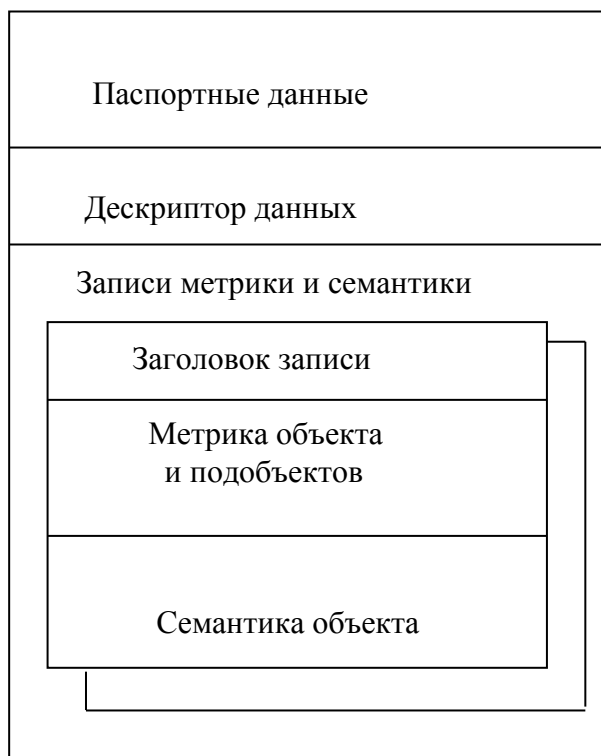 Паспортные данные
Дескриптор данных
Записи метрики и семантики
Заголовок записи
Метрика объекта
и подобъектов
Семантика объекта